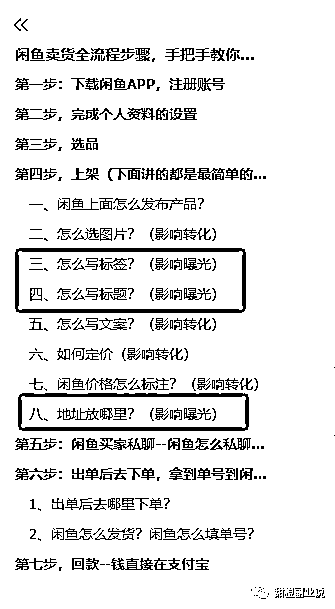 闲鱼卖货全流程步骤，手把手教你...
第一步：下载闲鱼APP，注册账号
第二步，完成个人资料的设置
第三步，选品
第四步，上架（下面讲的都是最简单的...
一、闲鱼上面怎么发布产品？
二、怎么选图片？（影响转化）
三、怎么写标签？（影响曝光）
四、怎么写标题？（影响曝光）
五、怎么写文案？（影响转化）
六、如何定价（影响转化）
七、闲鱼价格怎么标注？（影响转化）
八、地址放哪里？（影响曝光）
第五步：闲鱼买家私聊--闲鱼怎么私聊...
第六步：出单后去下单，拿到单号到闲...
1、出单后去哪里下单？
2、闲鱼怎么发货？闲鱼怎么填单号？
第七步，回款--钱直接在支付宝
甜橙副业说